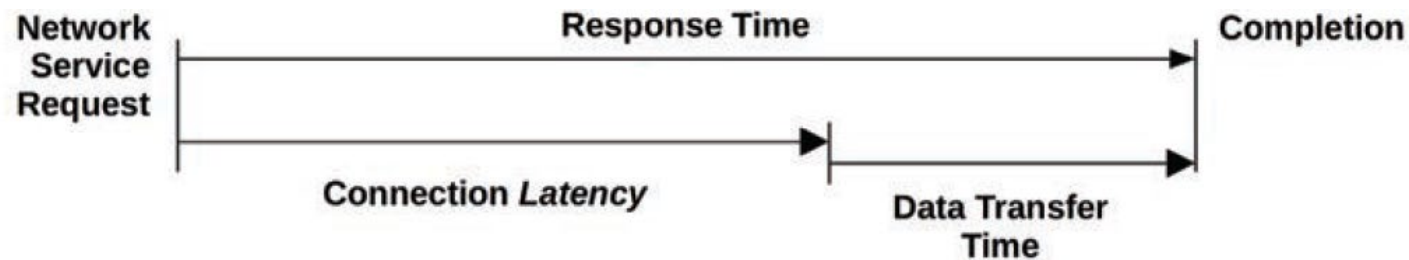 Network
Service
Request
Response Time
Completion
Connection Latency
Data Transfer
Time